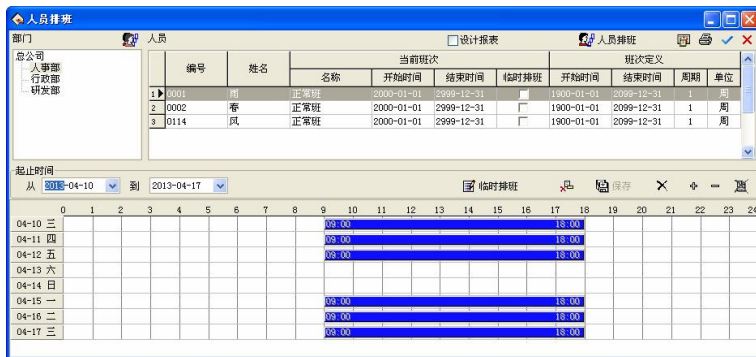 人员排班
部门 人员 设计报表 人员排班
总公司
人事部
行政部
研发部
编号 姓名 当前班次 班次定义
名称 开始时间 结束时间 临时排班 开始时间 结束时间 周期 单位
1 0001 雨 正常班 2000-01-01 2999-12-31 1900-01-01 2099-12-31 1 周
2 0002 春 正常班 2000-01-01 2999-12-31 1900-01-01 2099-12-31 1 周
3 0114 风 正常班 2000-01-01 2999-12-31 1900-01-01 2099-12-31 1 周
起止时间
从 2013-04-10 到 2013-04-17 临时排班 保存
0 1 2 3 4 5 6 7 8 9 10 11 12 13 14 15 16 17 18 19 20 21 22 23 24
04-10 三 09:00 18:00
04-11 四 09:00 18:00
04-12 五 09:00 18:00
04-13 六
04-14 日
04-15 一 09:00 18:00
04-16 二 09:00 18:00
04-17 三 09:00 18:00